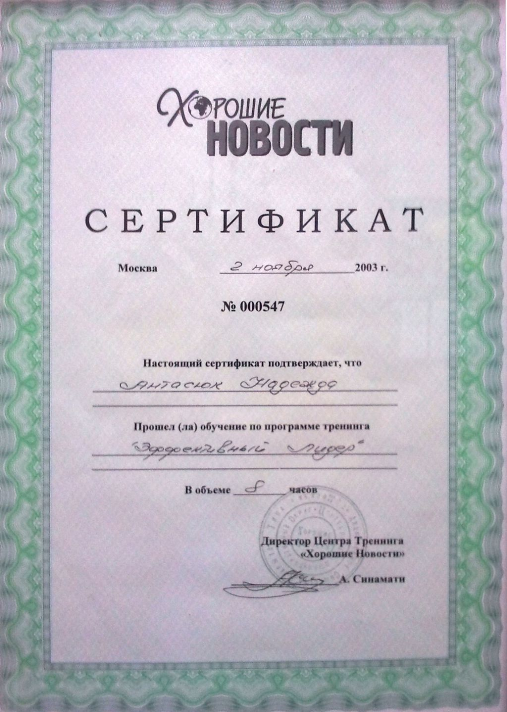 ХОРОШИЕ
НОВОСТИ
СЕРТИФИКАТ
Москва 2 ноября 2003 г.
№ 000547
Настоящий сертификат подтверждает, что
Антасюк Надежда
Прошел (ла) обучение по программе тренинга
"Эффективный Лидер"
В объеме 8 часов
Директор Центра Тренинга
«Хорошие Новости»
А. Синамати